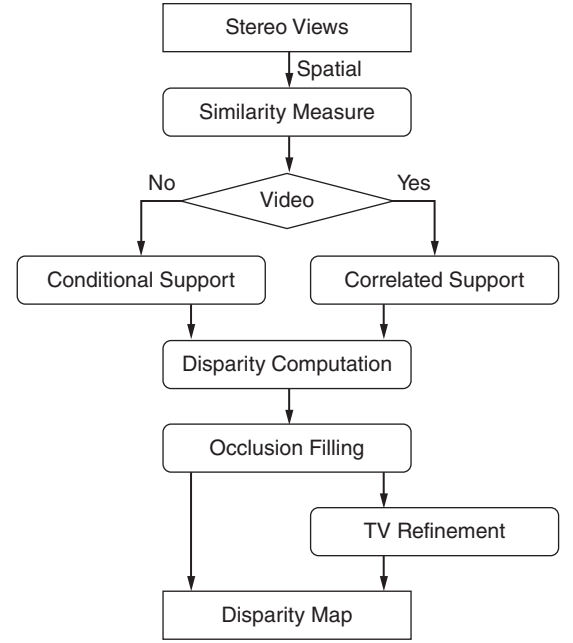 Stereo Views
Spatial
Similarity Measure
No
Video
Yes
Conditional Support
Correlated Support
Disparity Computation
Occlusion Filling
TV Refinement
Disparity Map